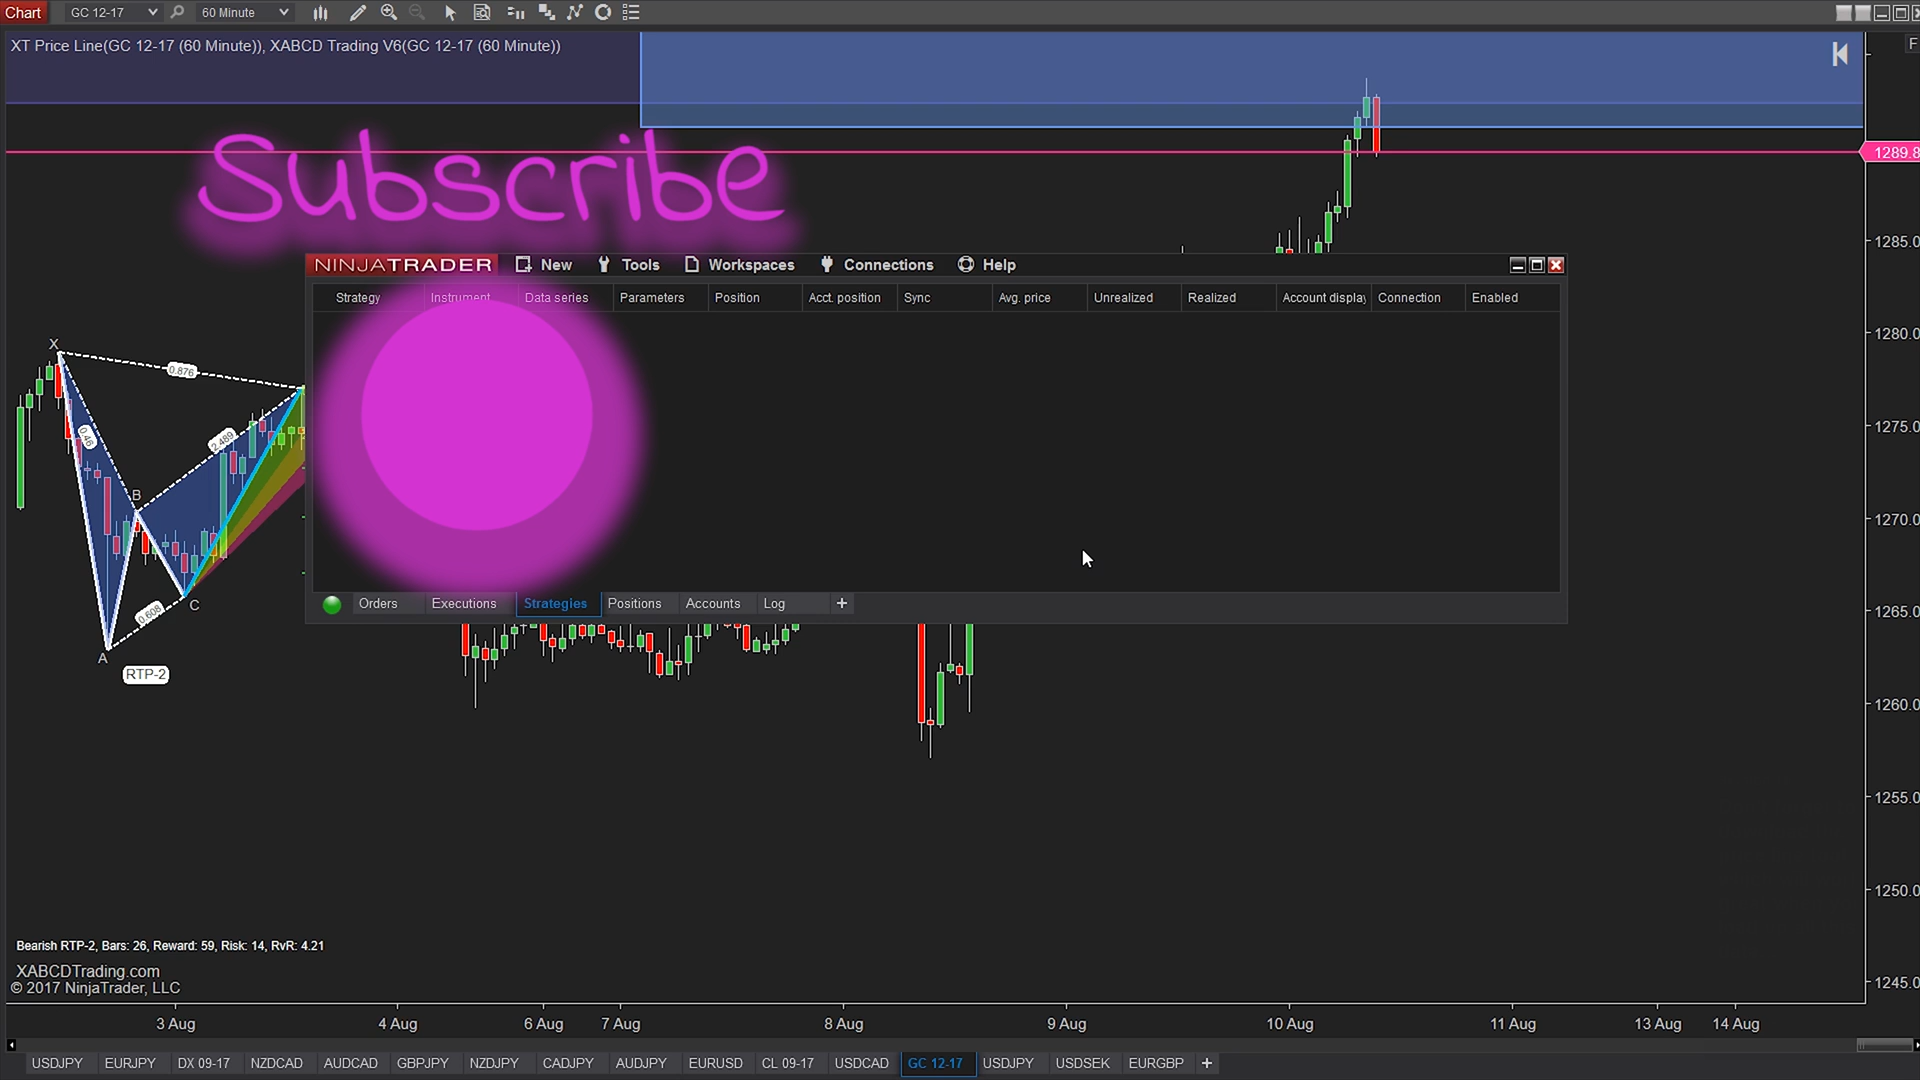 Chart GC 12-17 60 Minute
XT Price Line(GC 12-17 (60 Minute)), XABCD Trading V6(GC 12-17 (60 Minute))
F
Subscribe
1289.8
1285.0
NINJATRADER New Tools Workspaces Connections Help
Strategy Instrument Data series Parameters Position Acct. position Sync Avg. price Unrealized Realized Account display Connection Enabled
1280.0
X
0.876
0.46
2.489
1275.0
B
1270.0
0.608
C
Orders Executions Strategies Positions Accounts Log +
1265.0
A
RTP-2
1260.0
1255.0
1250.0
Bearish RTP-2, Bars: 26, Reward: 59, Risk: 14, RvR: 4.21
XABCDTrading.com
© 2017 NinjaTrader, LLC
1245.0
3 Aug 4 Aug 6 Aug 7 Aug 8 Aug 9 Aug 10 Aug 11 Aug 13 Aug 14 Aug
USDJPY EURJPY DX 09-17 NZDCAD AUDCAD GBPJPY NZDJPY CADJPY AUDJPY EURUSD CL 09-17 USDCAD GC 12-17 USDJPY USDSEK EURGBP +